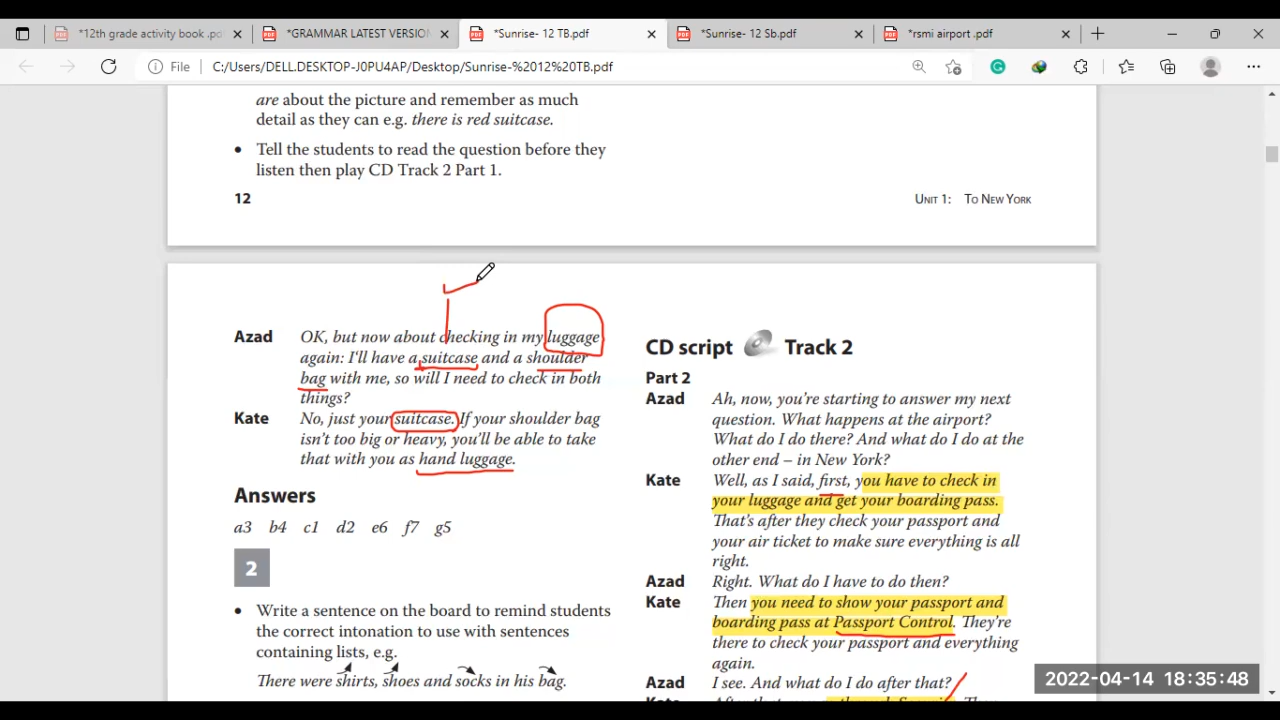 *12th grade activity book .po
*GRAMMAR LATEST VERSION
*Sunrise- 12 TB.pdf
*Sunrise- 12 Sb.pdf
*rsmi airport .pdf
File
C:/Users/DELL.DESKTOP-J0PU4AP/Desktop/Sunrise-%2012%20TB.pdf
are about the picture and remember as much
detail as they can e.g. there is red suitcase.
• Tell the students to read the question before they
listen then play CD Track 2 Part 1.
12
UNIT 1: TO NEW YORK
Azad OK, but now about checking in my luggage
again: I'll have a suitcase and a shoulder
bag with me, so will I need to check in both
things?
Kate No, just your suitcase. If your shoulder bag
isn't too big or heavy, you'll be able to take
that with you as hand luggage.
Answers
a3 b4 c1 d2 e6 f7 g5
2
• Write a sentence on the board to remind students
the correct intonation to use with sentences
containing lists, e.g.
There were shirts, shoes and socks in his bag.
CD script Track 2
Part 2
Azad Ah, now, you're starting to answer my next
question. What happens at the airport?
What do I do there? And what do I do at the
other end – in New York?
Kate Well, as I said, first, you have to check in
your luggage and get your boarding pass.
That's after they check your passport and
your air ticket to make sure everything is all
right.
Azad Right. What do I have to do then?
Kate Then you need to show your passport and
boarding pass at Passport Control. They're
there to check your passport and everything
again.
Azad I see. And what do I do after that?
2022-04-14 18:35:48